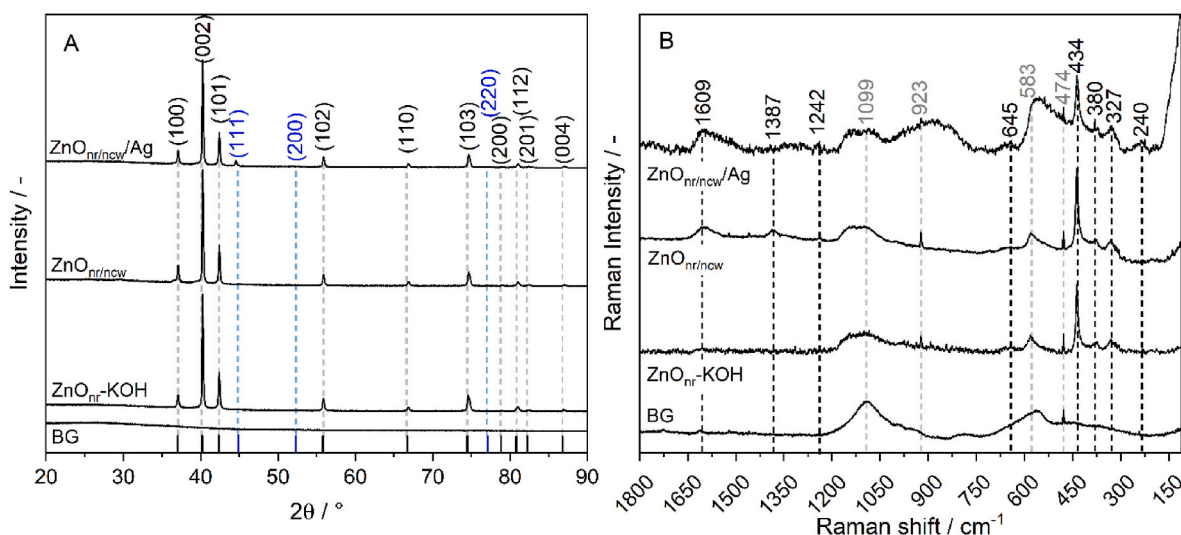 A
Intensity / -
(100)
(002)
(101)
(111)
(200)
(102)
(110)
(103)
(220)
(200)
(112)
(201)
(004)
ZnOnr/ncw/Ag
ZnOnr/ncw
ZnOnr-KOH
BG
20 30 40 50 60 70 80 90
2θ / °
B
Raman Intensity / -
1609
1387
1242
1099
923
645
583
474
434
380
327
240
ZnOnr/ncw/Ag
ZnOnr/ncw
ZnOnr-KOH
BG
1800 1650 1500 1350 1200 1050 900 750 600 450 300 150
Raman shift / cm-1